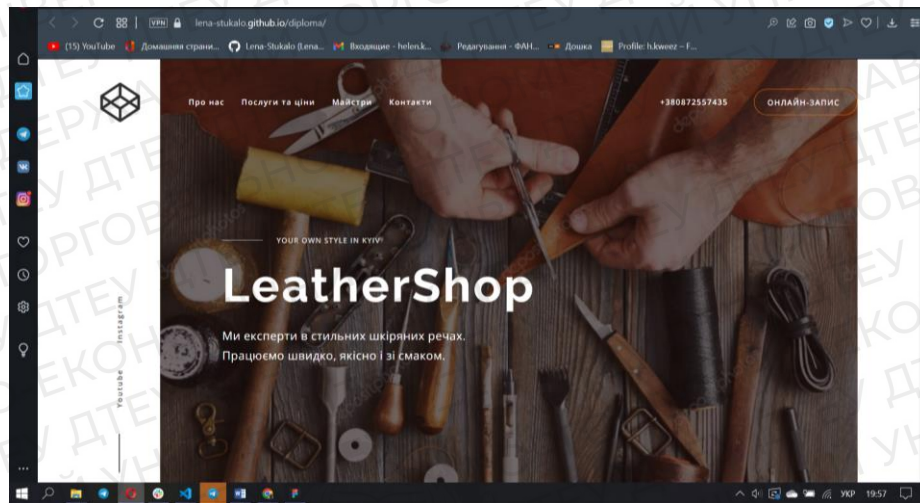 lena-stukalo.github.io/diploma/
VPN
(15) YouTube
Домашняя страни...
Lena-Stukalo (Lena...
Входящие - helen.k...
Редагування - ФАН...
Дошка
Profile: h.kweez – F...
Про нас
Послуги та ціни
Майстри
Контакти
+380872557435
ОНЛАЙН-ЗАПИС
YOUR OWN STYLE IN KYIV
LeatherShop
Ми експерти в стильних шкіряних речах.
Працюємо швидко, якісно і зі смаком.
Instagram
Youtube
УКР
19:57